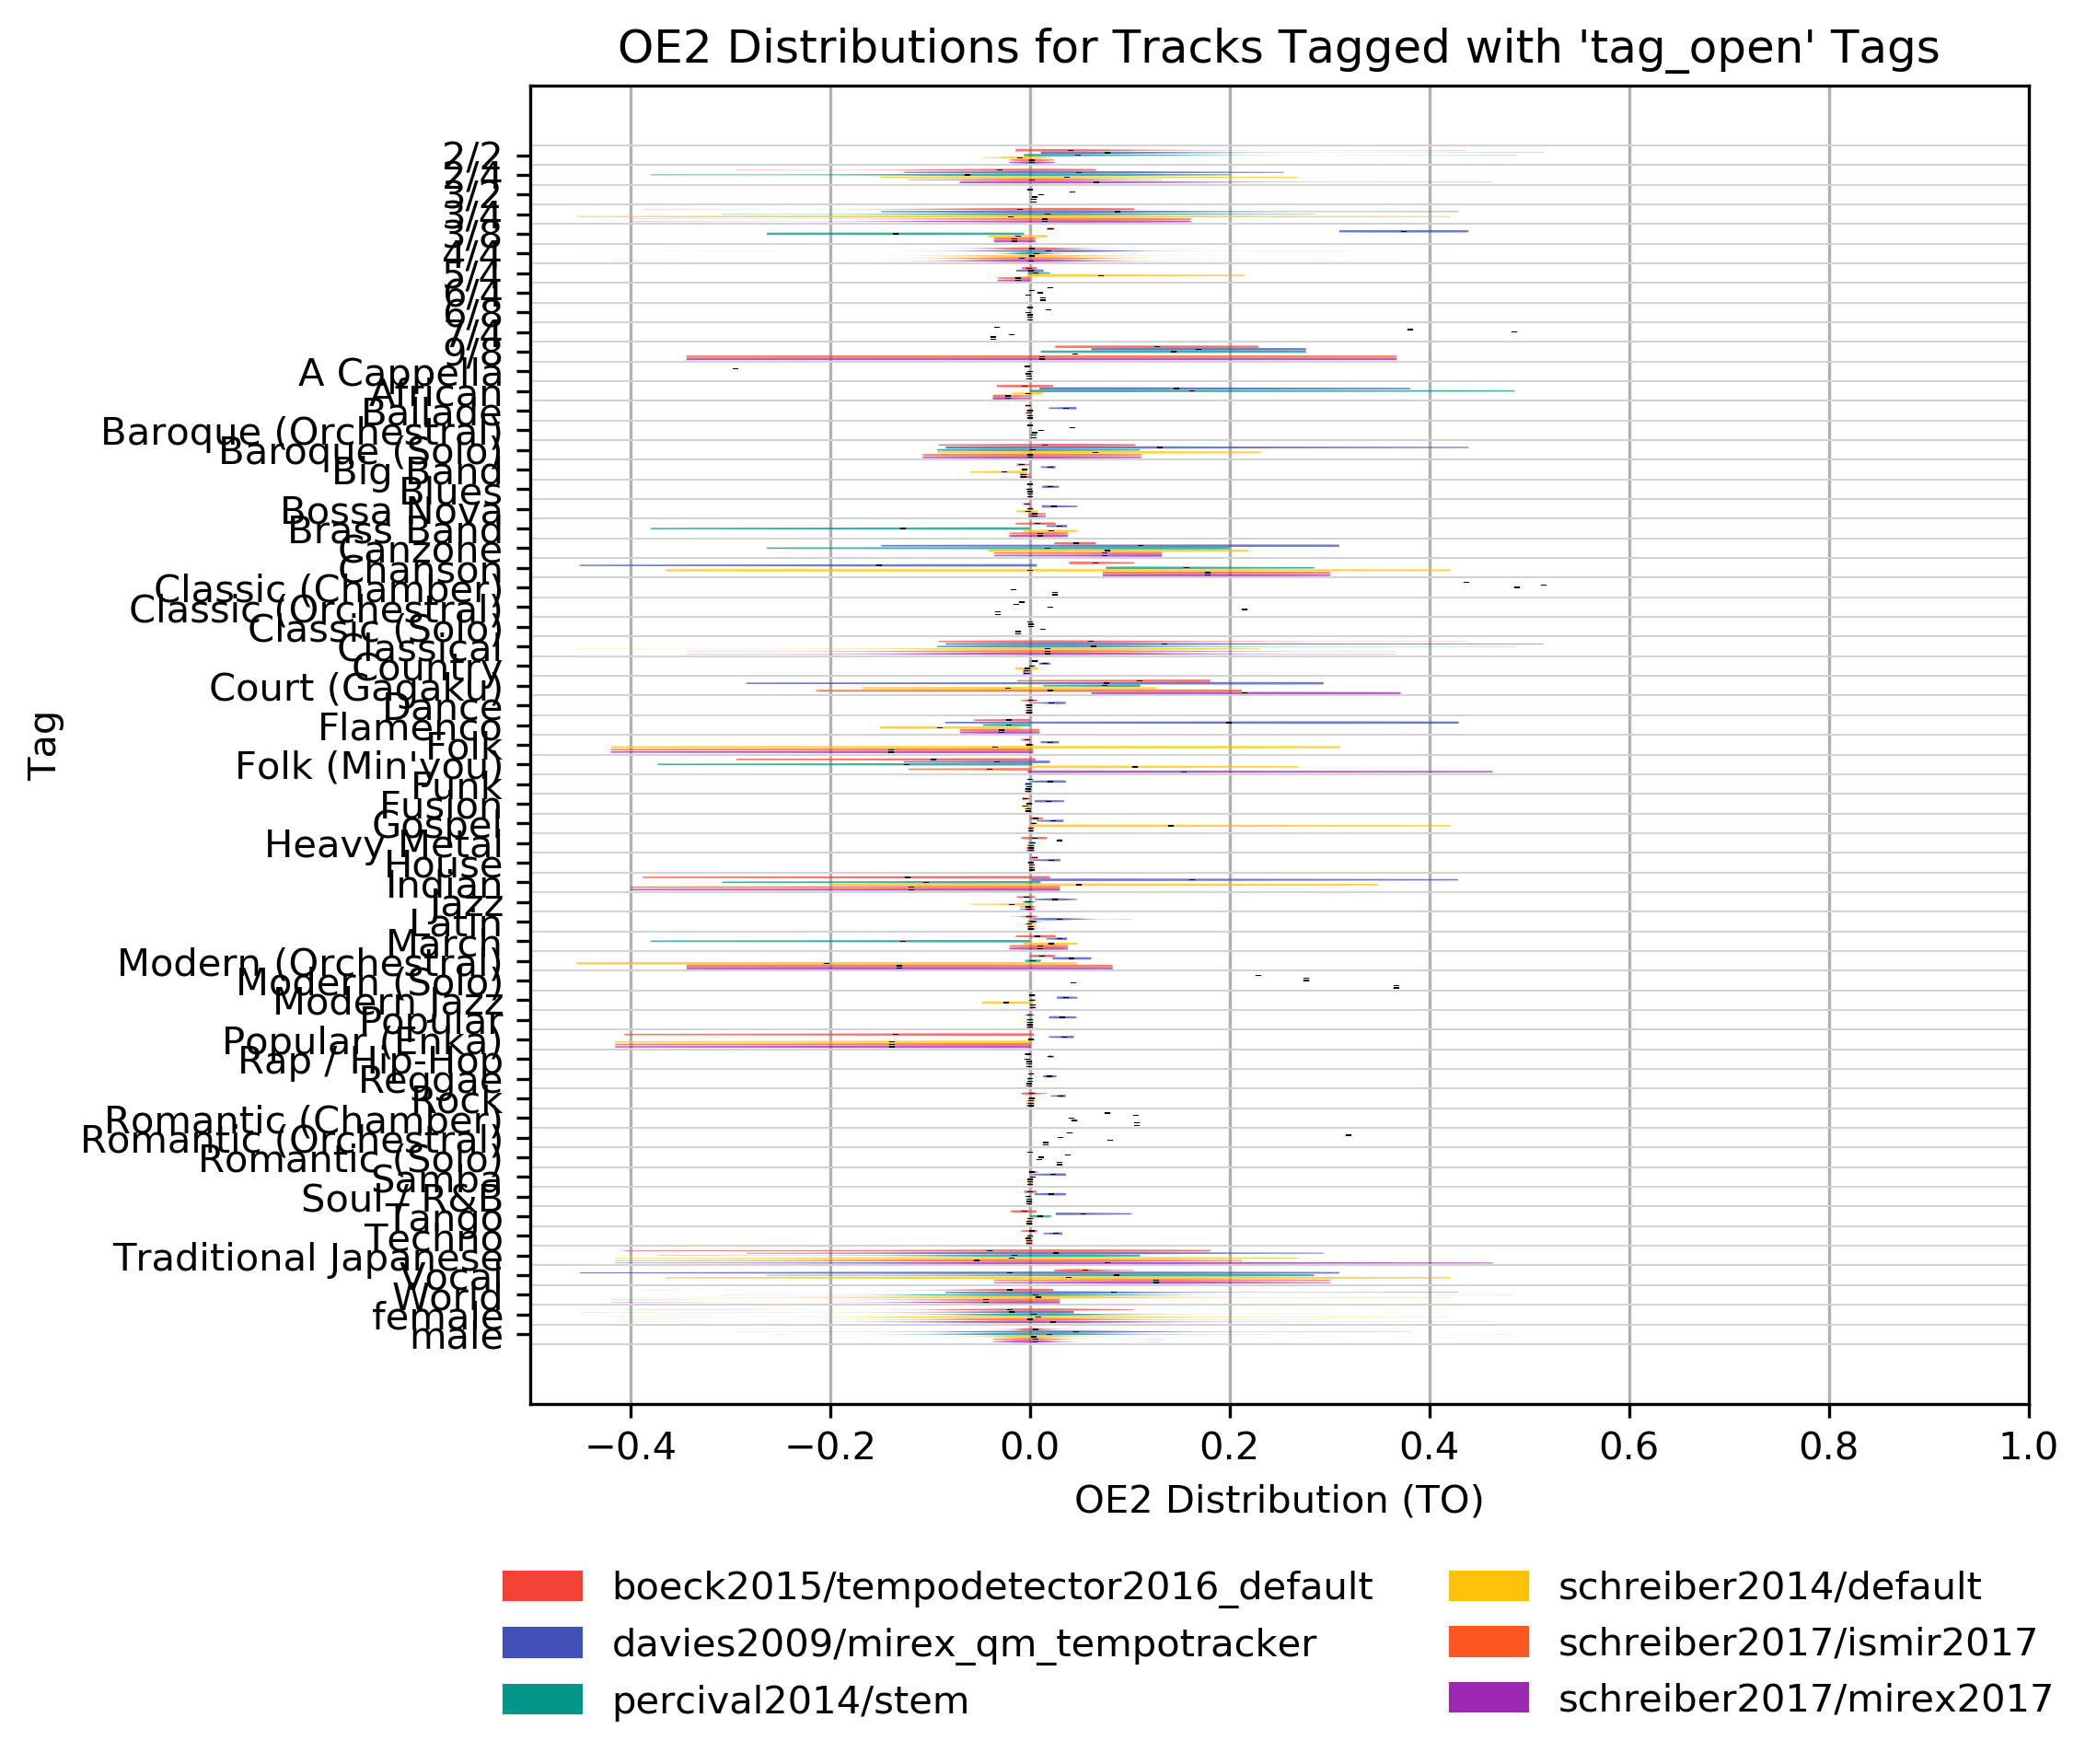 OE2 Distributions for Tracks Tagged with 'tag_open' Tags
Tag
2/2
2/4
3/2
3/4
3/8
4/4
5/4
6/4
6/8
7/4
9/8
A Cappella
African
Ballade
Baroque (Orchestral)
Baroque (Solo)
Big Band
Blues
Bossa Nova
Brass Band
Canzone
Chanson
Classic (Chamber)
Classic (Orchestral)
Classic (Solo)
Classical
Country
Court (Gagaku)
Dance
Flamenco
Folk
Folk (Min'you)
Funk
Fusion
Gospel
Heavy Metal
House
Indian
Jazz
Latin
March
Modern (Orchestral)
Modern (Solo)
Modern Jazz
Popular
Popular (Enka)
Rap / Hip-Hop
Reggae
Rock
Romantic (Chamber)
Romantic (Orchestral)
Romantic (Solo)
Samba
Soul / R&B
Tango
Techno
Traditional Japanese
Vocal
World
female
male
−0.4 −0.2 0.0 0.2 0.4 0.6 0.8 1.0
OE2 Distribution (TO)
boeck2015/tempodetector2016_default
davies2009/mirex_qm_tempotracker
percival2014/stem
schreiber2014/default
schreiber2017/ismir2017
schreiber2017/mirex2017